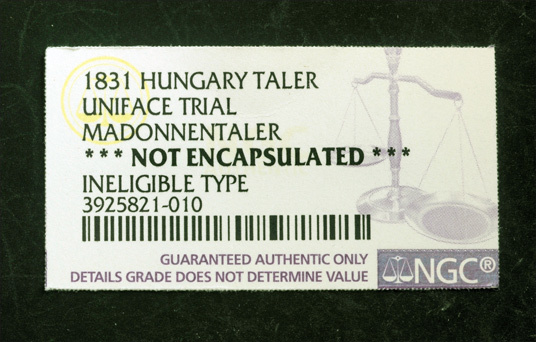 1831 HUNGARY TALER
UNIFACE TRIAL
MADONNENTALER
*** NOT ENCAPSULATED ***
INELIGIBLE TYPE
3925821-010
GUARANTEED AUTHENTIC ONLY
DETAILS GRADE DOES NOT DETERMINE VALUE
NGC®